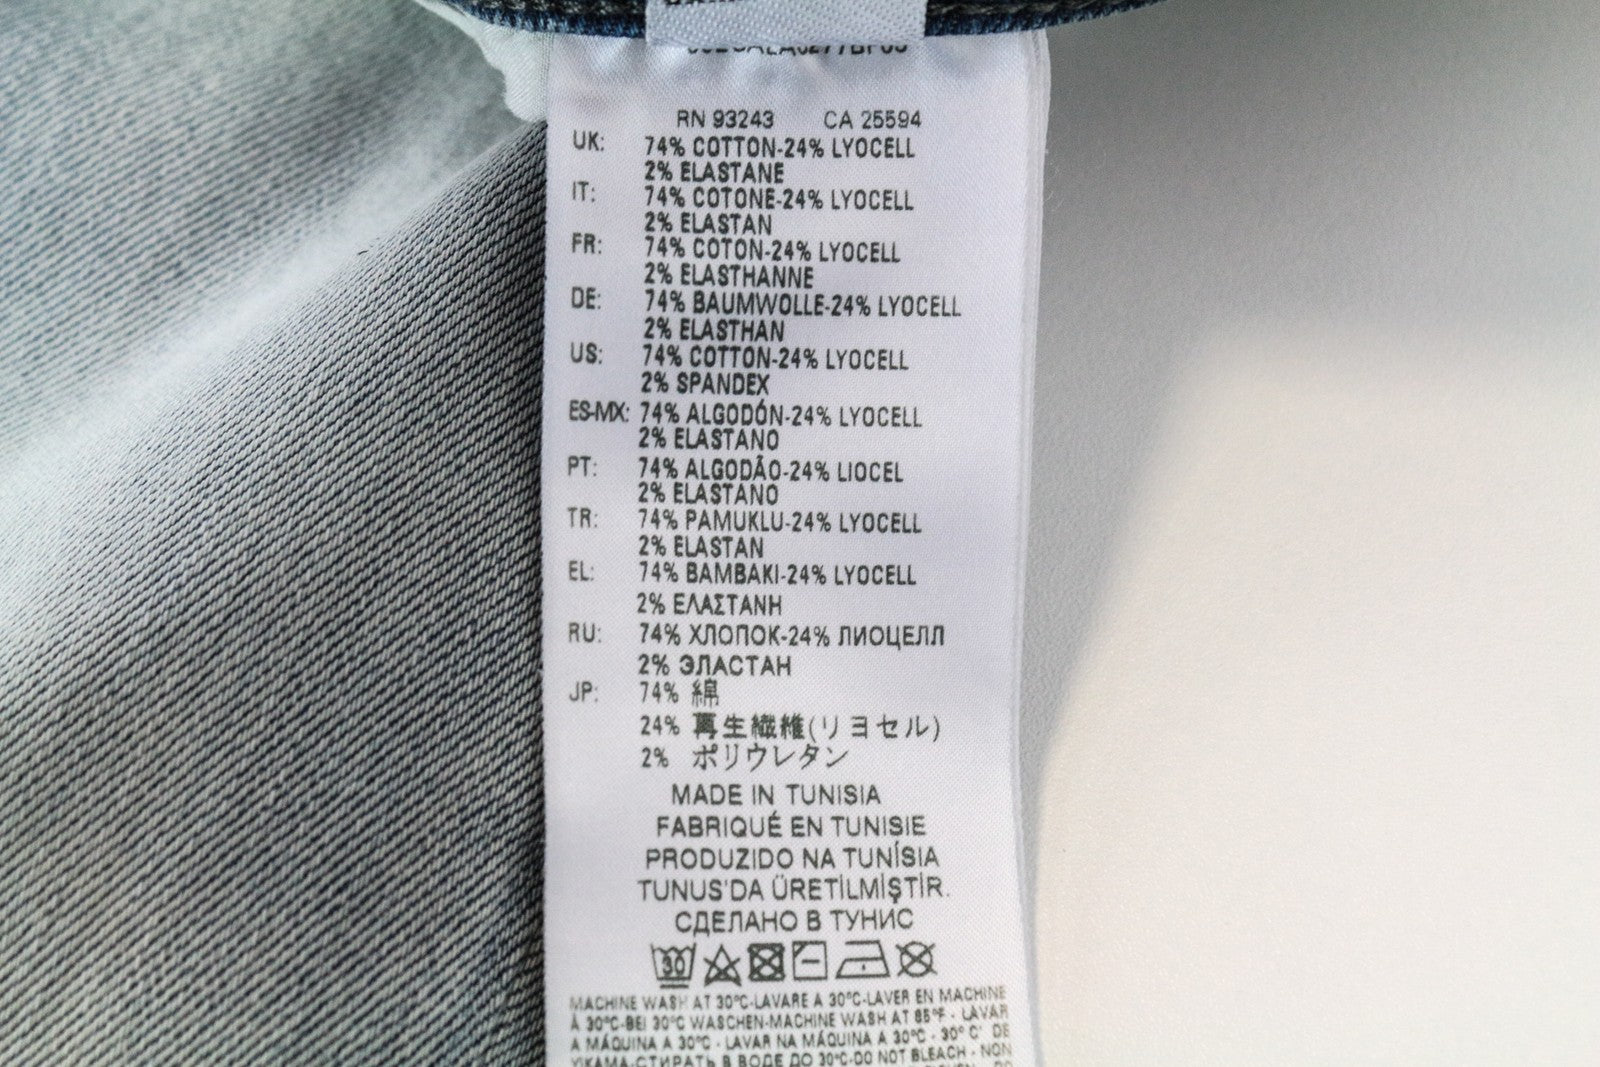 RN 93243 CA 25594
UK: 74% COTTON-24% LYOCELL
2% ELASTANE
IT: 74% COTONE-24% LYOCELL
2% ELASTAN
FR: 74% COTON-24% LYOCELL
2% ELASTHANNE
DE: 74% BAUMWOLLE-24% LYOCELL
2% ELASTHAN
US: 74% COTTON-24% LYOCELL
2% SPANDEX
ES-MX: 74% ALGODÓN-24% LYOCELL
2% ELASTANO
PT: 74% ALGODÃO-24% LIOCEL
2% ELASTANO
TR: 74% PAMUKLU-24% LYOCELL
2% ELASTAN
EL: 74% BAMBAKI-24% LYOCELL
2% ΕΛΑΣΤΑΝΗ
RU: 74% ХЛОПОК-24% ЛИОЦЕЛЛ
2% ЭЛАСТАН
JP: 74% 綿
24% 再生繊維(リヨセル)
2% ポリウレタン
MADE IN TUNISIA
FABRIQUÉ EN TUNISIE
PRODUZIDO NA TUNÍSIA
TUNUS'DA ÜRETİLMİŞTİR.
СДЕЛАНО В ТУНИС
30
MACHINE WASH AT 30°C-LAVARE A 30°C-LAVER EN MACHINE
À 30°C-BEI 30°C WASCHEN-MACHINE WASH AT 85°F - LAVAR
A MÁQUINA A 30°C - LAVAR NA MÁQUINA A 30°C - 30° C' DE
YIKAMA-СТИРАТЬ В ВОДЕ ДО 30°C-DO NOT BLEACH - NON